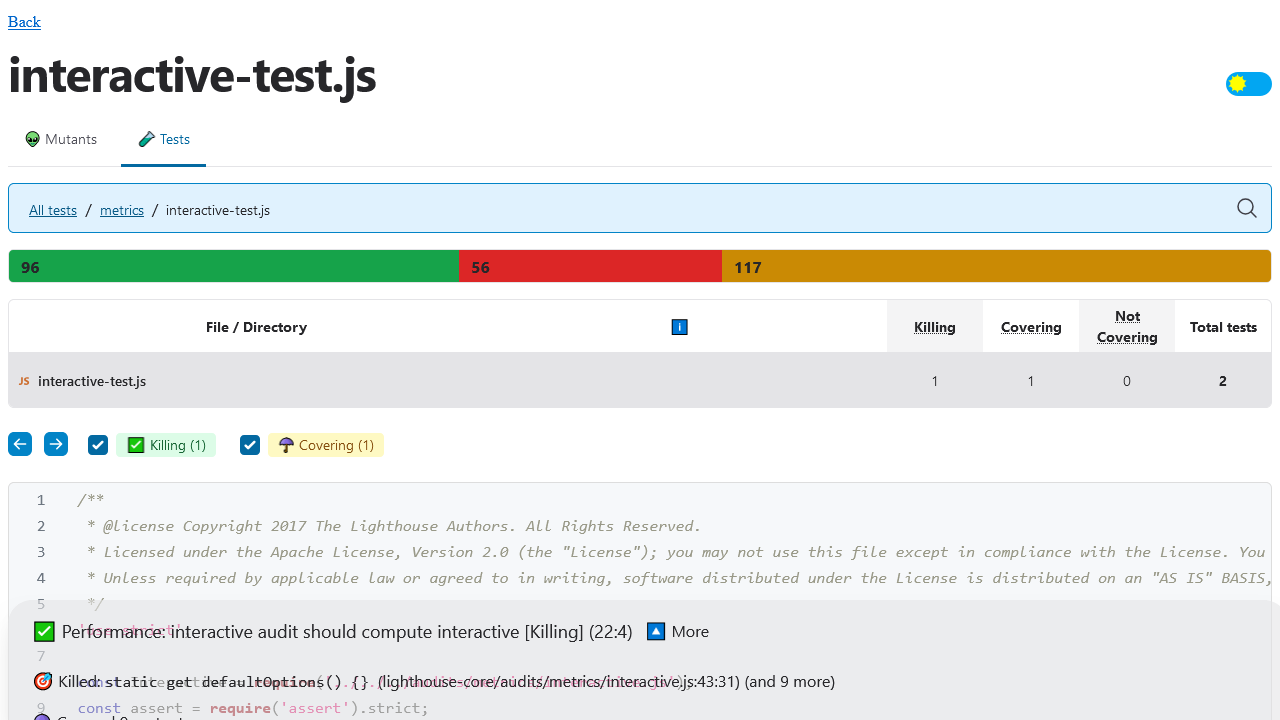 Back
interactive-test.js
👽 Mutants 🧪 Tests
All tests / metrics / interactive-test.js
96 56 117
File / Directory ℹ Killing Covering Not Covering Total tests
JS interactive-test.js 1 1 0 2
✅ Killing (1) ☂ Covering (1)
1 /**
2 * @license Copyright 2017 The Lighthouse Authors. All Rights Reserved.
3 * Licensed under the Apache License, Version 2.0 (the "License"); you may not use this file except in compliance with the License. You
4 * Unless required by applicable law or agreed to in writing, software distributed under the License is distributed on an "AS IS" BASIS,
5 */
✅ Performance: interactive audit should compute interactive [Killing] (22:4) 🔼 More
7
🎯 Killed: static get defaultOptions() {} (lighthouse-core/audits/metrics/interactive.js:43:31) (and 9 more)
9 const assert = require('assert').strict;